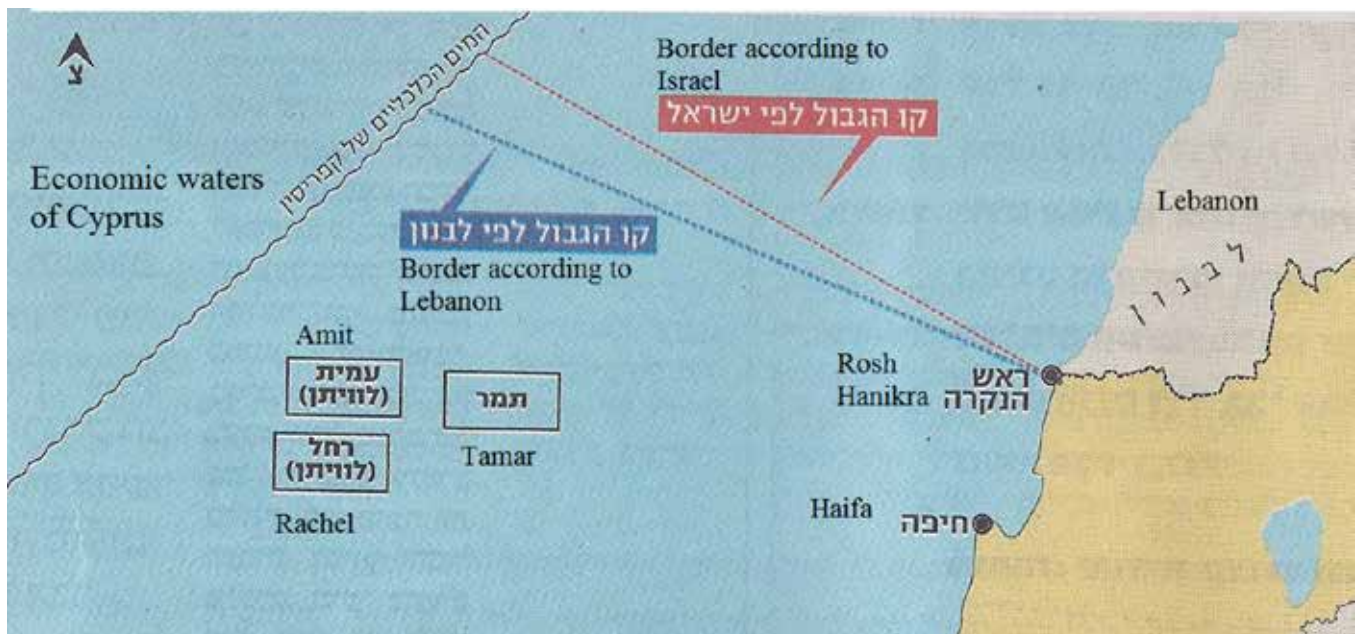 צ
המים הכלכליים של קפריסין
Economic waters
of Cyprus
Border according to
Israel
קו הגבול לפי ישראל
קו הגבול לפי לבנון
Border according to
Lebanon
Lebanon
לבנון
Amit
עמית
(לוויתן)
רחל
(לוויתן)
Rachel
תמר
Tamar
Rosh
Hanikra
ראש
הנקרה
Haifa
חיפה